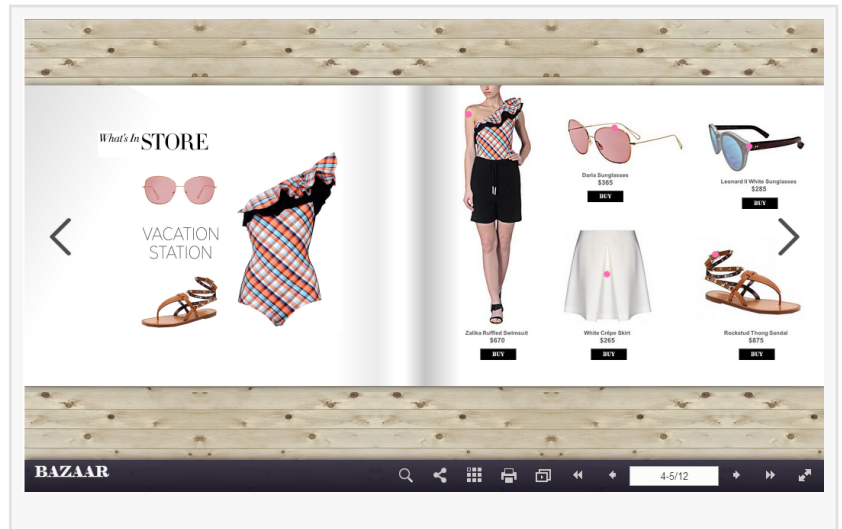 What's In STORE
VACATION
STATION
Daria Sunglasses
$365
BUY
Leonard II White Sunglasses
$285
BUY
Zalika Ruffled Swimsuit
$670
BUY
White Crêpe Skirt
$265
BUY
Rockstud Thong Sandal
$875
BUY
BAZAAR
4-5/12